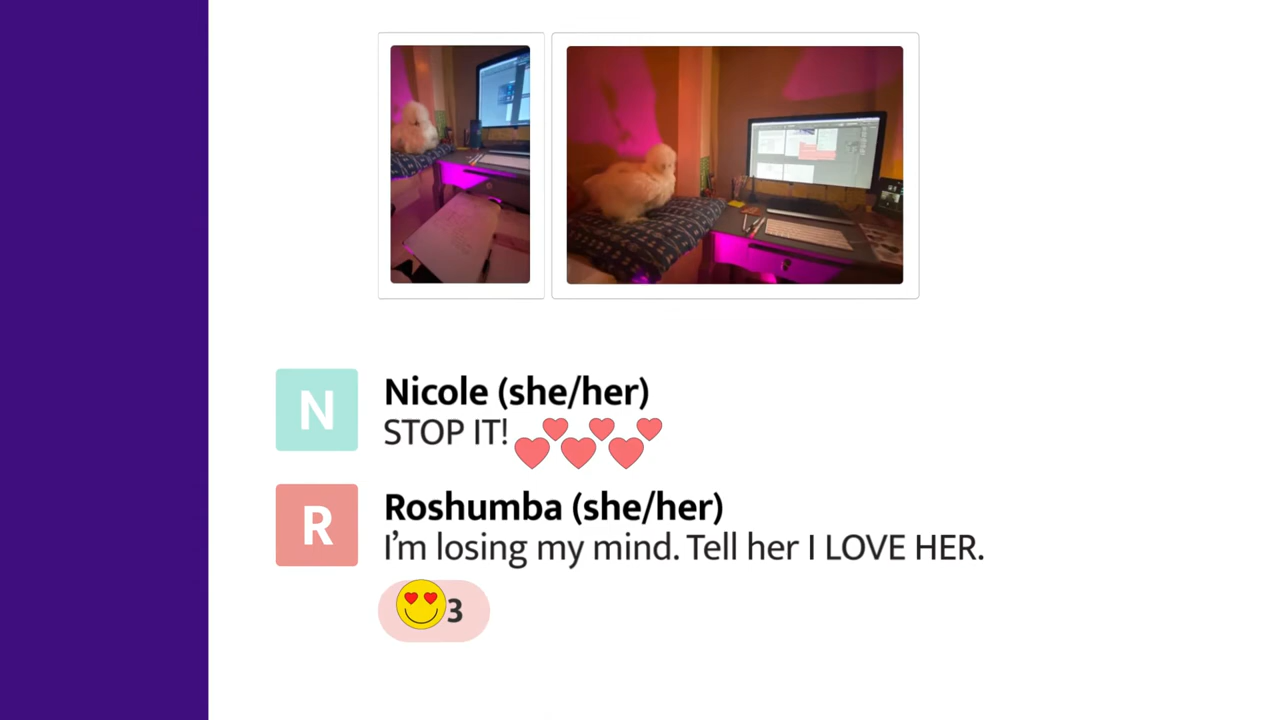 N
Nicole (she/her)
STOP IT!
R
Roshumba (she/her)
I'm losing my mind. Tell her I LOVE HER.
3